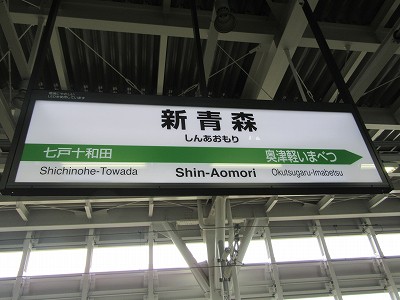 新青森
しんあおもり
七戸十和田
奥津軽いまべつ
Shichinohe-Towada
Shin-Aomori
Okutsugaru-Imabetsu